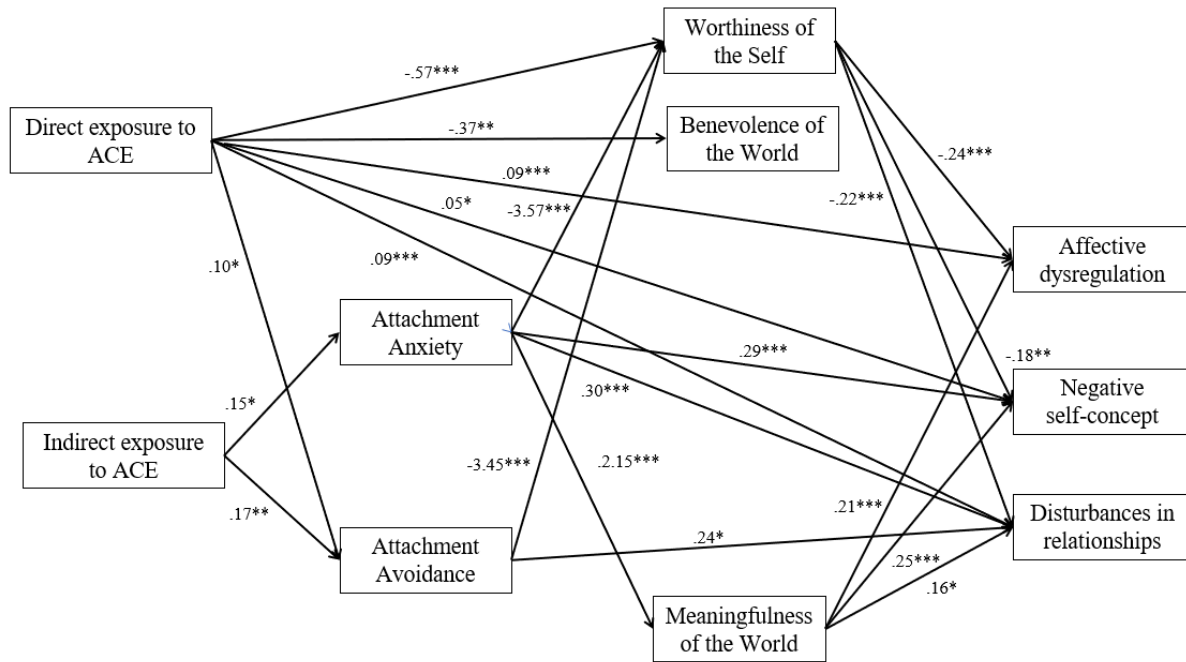 Worthiness of
the Self
-.57***
Direct exposure to
ACE
-.37**
Benevolence of
the World
-.24***
.09***
-.22***
.05*
-3.57***
Affective
dysregulation
.10*
.09***
Attachment
Anxiety
.29***
-.18**
Negative
self-concept
.15*
.30***
Indirect exposure
to ACE
-3.45***
.2.15***
.17**
.21***
Disturbances in
relationships
Attachment
Avoidance
.24*
.25***
.16*
Meaningfulness
of the World